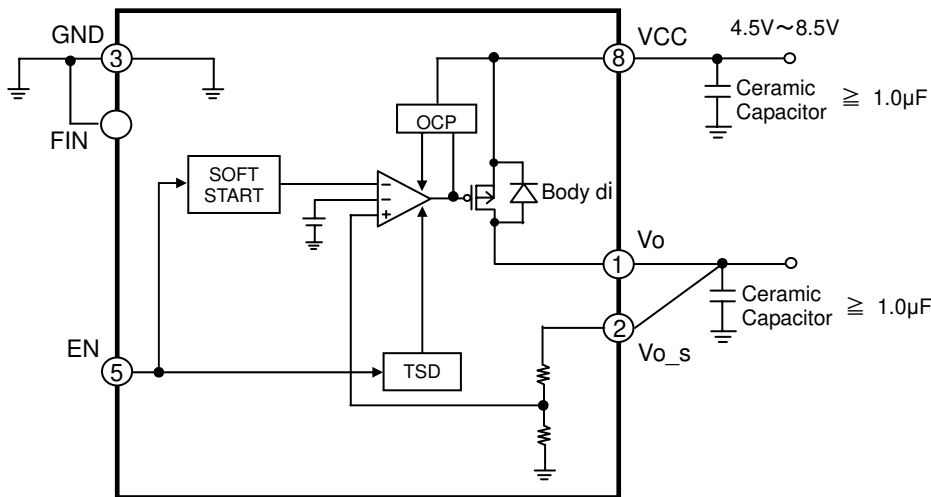 GND
3
VCC
8
4.5V～8.5V
Ceramic
Capacitor ≧ 1.0µF
FIN
OCP
SOFT
START
−
−
+
Body di
Vo
1
Ceramic
Capacitor ≧ 1.0µF
2
Vo_s
EN
5
TSD